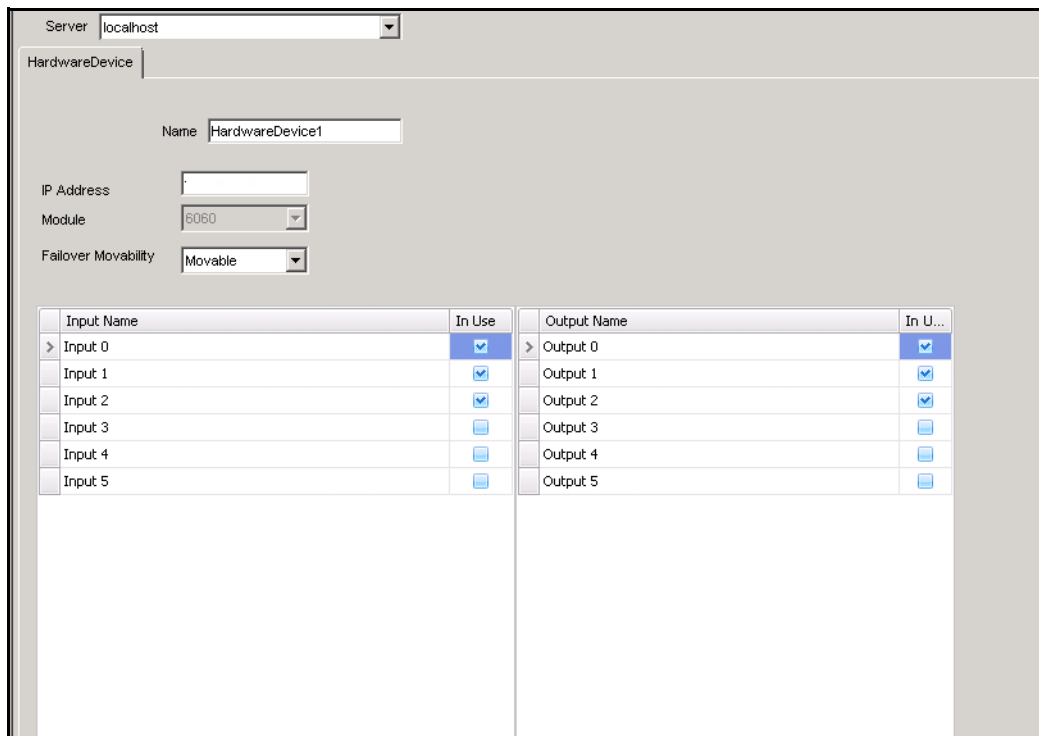 Server localhost
HardwareDevice
Name HardwareDevice1
IP Address .
Module 6060
Failover Movability Movable
Input Name In Use Output Name In U...
Input 0 Output 0
Input 1 Output 1
Input 2 Output 2
Input 3 Output 3
Input 4 Output 4
Input 5 Output 5